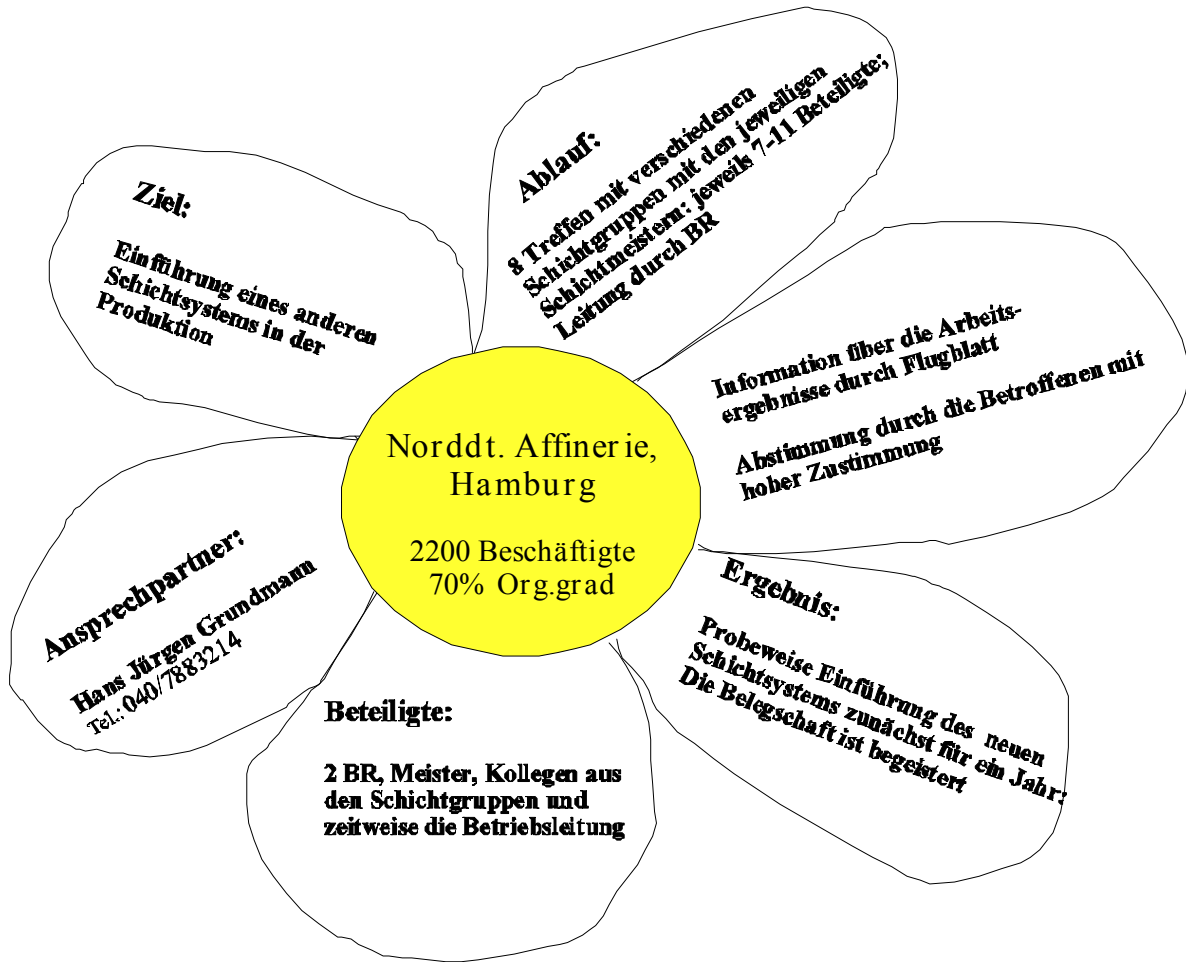 Ziel:
Einführung eines anderen
Schichtsystems in der
Produktion
Ablauf:
8 Treffen mit verschiedenen
Schichtgruppen mit den jeweiligen
Schichtmeistern: jeweils 7-11 Beteiligte;
Leitung durch BR
Information über die Arbeits-
ergebnisse durch Flugblatt
Abstimmung durch die Betroffenen mit
hoher Zustimmung
Norddt. Affinerie,
Hamburg
2200 Beschäftigte
70% Org.grad
Ansprechpartner:
Hans Jürgen Grundmann
Tel.: 040/7883214
Beteiligte:
2 BR, Meister, Kollegen aus
den Schichtgruppen und
zeitweise die Betriebsleitung
Ergebnis:
Probeweise Einführung des neuen
Schichtsystems zunächst für ein Jahr:
Die Belegschaft ist begeistert